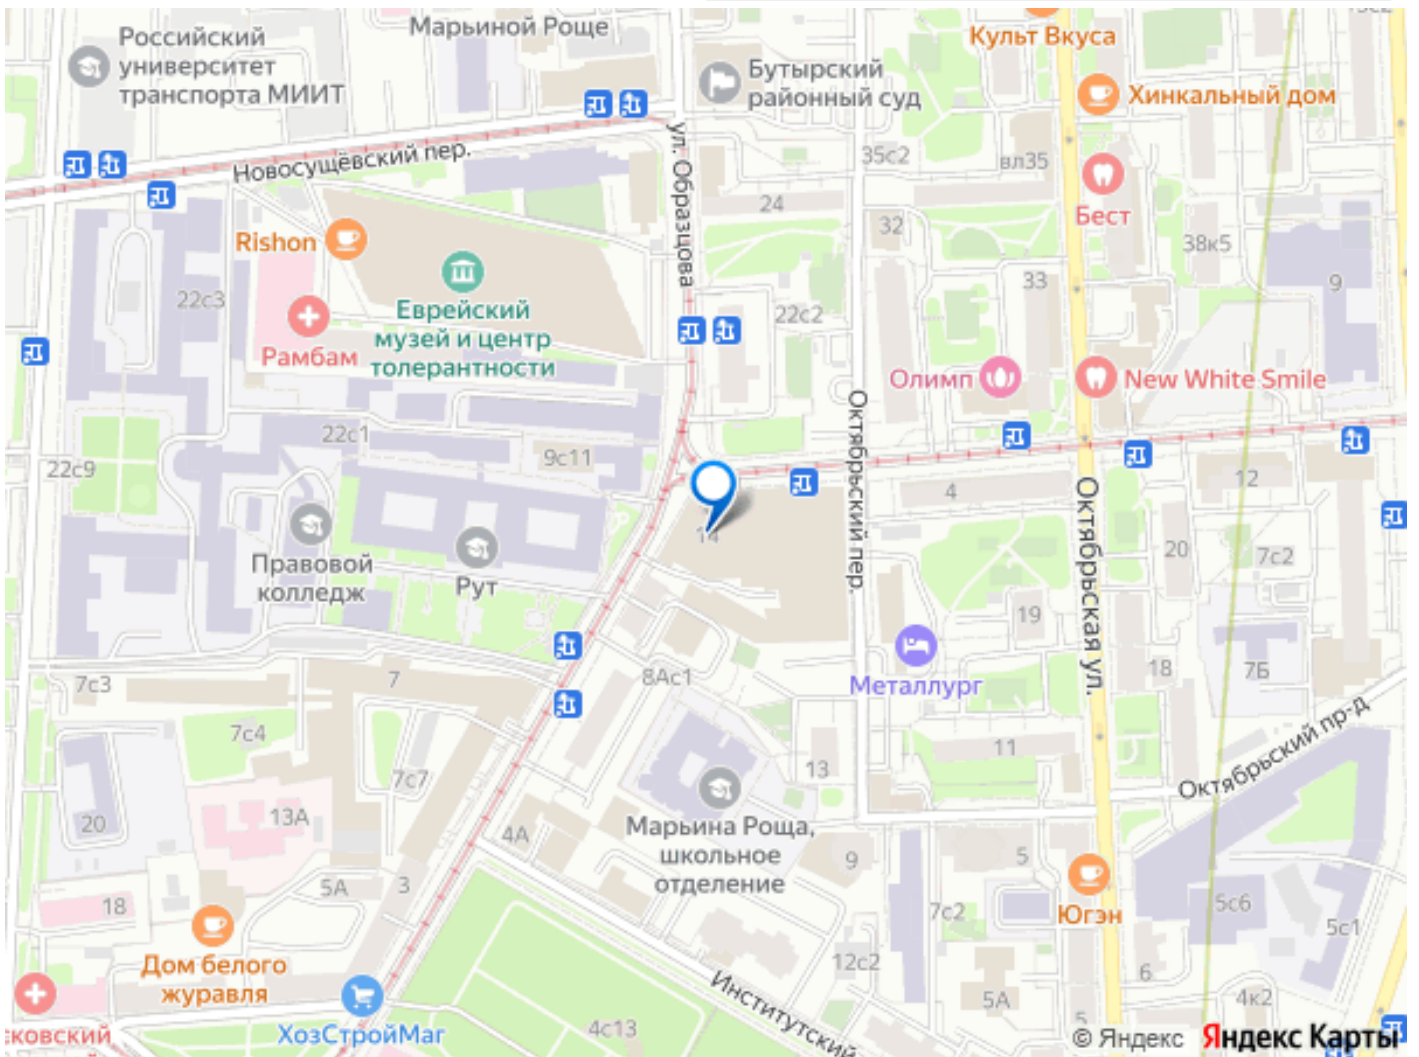 Российский
университет
транспорта МИИТ
Марьиной Роще
Культ Вкуса
Бутырский
районный суд
Хинкальный дом
Новосущёвский пер.
ул. Образцова
35с2
вл35
Бест
24
32
38к5
Rishon
22с3
33
9
Еврейский
музей и центр
толерантности
22с2
Рамбам
Олимп
New White Smile
Октябрьский пер.
22с1
9с11
22с9
4
12
Октябрьская ул.
14
20
7с2
Правовой
колледж
Рут
19
7с3
7
8Ас1
Металлург
18
7Б
7с4
11
Октябрьский пр-д
7с7
13
20
13А
4А
Марьина Роща,
школьное
отделение
9
5
5А
3
18
7с2
Югэн
5с6
5с1
Дом белого
журавля
12с2
6
Институтский
5А
4к2
ковский
ХозСтройМаг
4с13
5
© Яндекс Яндекс Карты